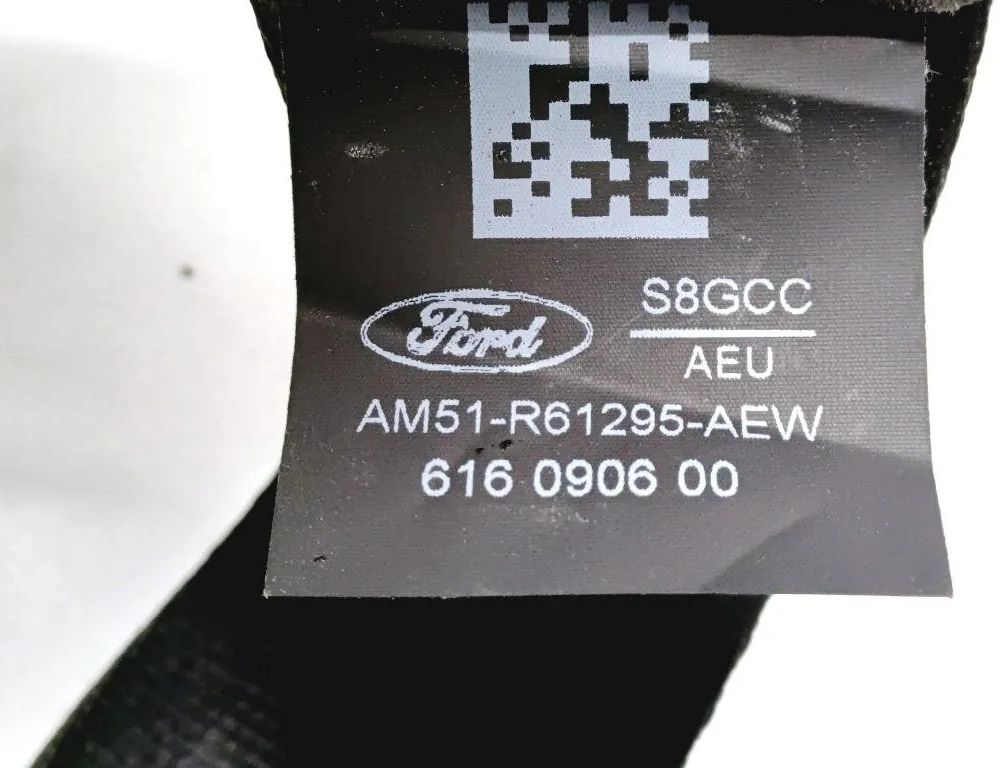 Ford
S8GCC
AEU
AM51-R61295-AEW
616 0906 00